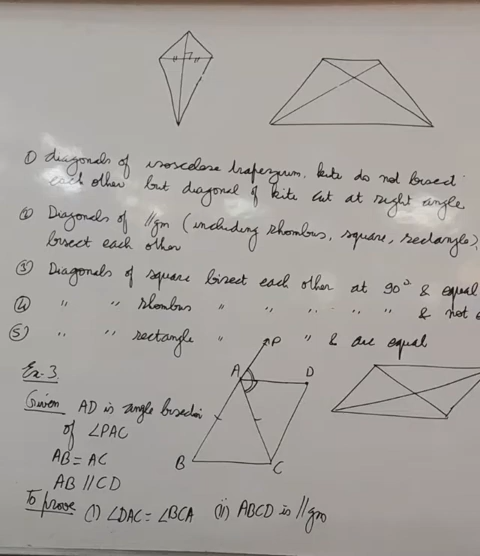 ① diagonals of isoscelese trapezium, kite do not bisect
each other but diagonal of kite cut at right angle
② Diagonals of //gm (including rhombus, square, rectangle)
bisect each other
③ Diagonals of square bisect each other at 90° & equal
④ " " rhombus " " " " " & not
⑤ " " rectangle " " & are equal
P
A D
B C
Ex. 3
Given AD is angle bisector
of ∠PAC
AB = AC
AB // CD
To prove (i) ∠DAC = ∠BCA (ii) ABCD is //gm